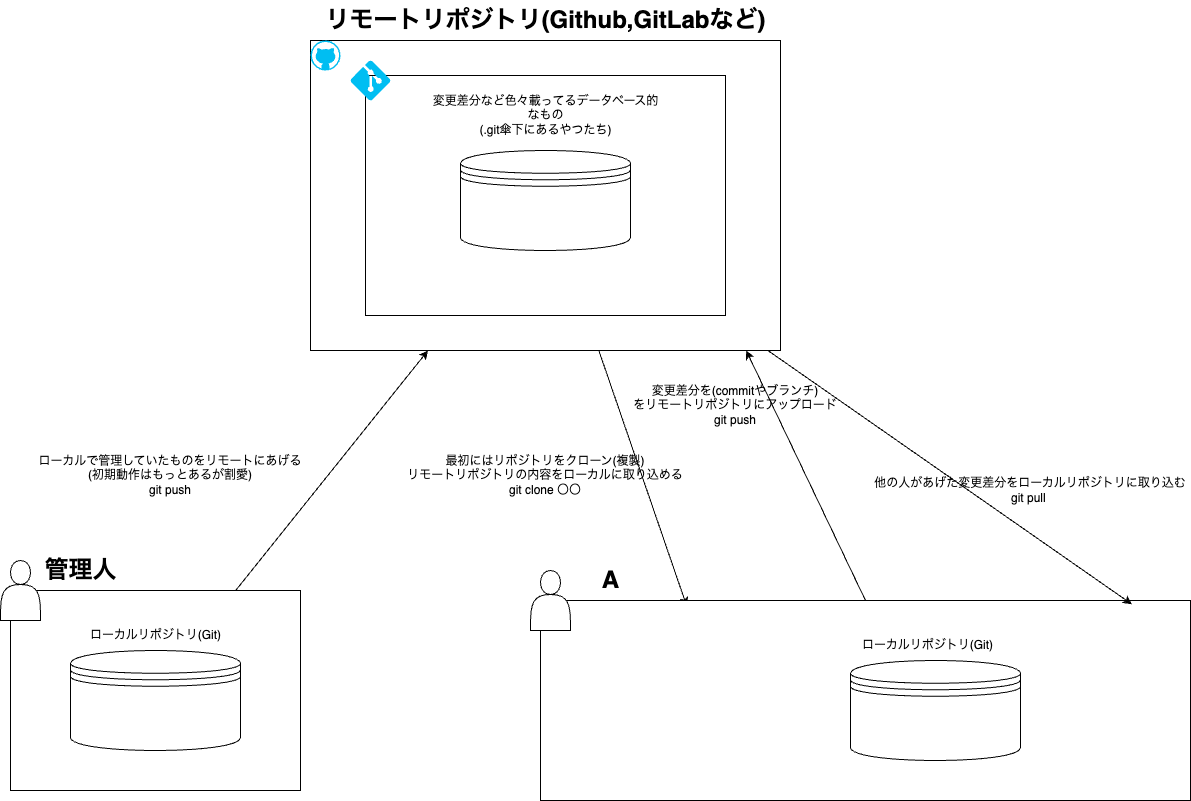 リモートリポジトリ(Github,GitLabなど)
変更差分など色々載ってるデータベース的
なもの
(.git傘下にあるやつたち)
変更差分を(commitやブランチ)
をリモートリポジトリにアップロード
git push
ローカルで管理していたものをリモートにあげる
(初期動作はもっとあるが割愛)
git push
最初にはリポジトリをクローン(複製)
リモートリポジトリの内容をローカルに取り込める
git clone 〇〇
他の人があげた変更差分をローカルリポジトリに取り込む
git pull
管理人
A
ローカルリポジトリ(Git)
ローカルリポジトリ(Git)